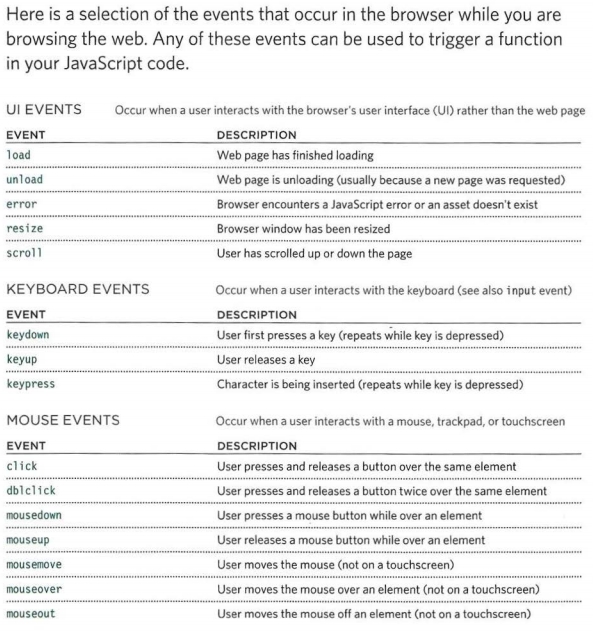 Here is a selection of the events that occur in the browser while you are
browsing the web. Any of these events can be used to trigger a function
in your JavaScript code.
UI EVENTS Occur when a user interacts with the browser's user interface (UI) rather than the web page
EVENT DESCRIPTION
load Web page has finished loading
unload Web page is unloading (usually because a new page was requested)
error Browser encounters a JavaScript error or an asset doesn't exist
resize Browser window has been resized
scroll User has scrolled up or down the page
KEYBOARD EVENTS Occur when a user interacts with the keyboard (see also input event)
EVENT DESCRIPTION
keydown User first presses a key (repeats while key is depressed)
keyup User releases a key
keypress Character is being inserted (repeats while key is depressed)
MOUSE EVENTS Occur when a user interacts with a mouse, trackpad, or touchscreen
EVENT DESCRIPTION
click User presses and releases a button over the same element
dblclick User presses and releases a button twice over the same element
mousedown User presses a mouse button while over an element
mouseup User releases a mouse button while over an element
mousemove User moves the mouse (not on a touchscreen)
mouseover User moves the mouse over an element (not on a touchscreen)
mouseout User moves the mouse off an element (not on a touchscreen)